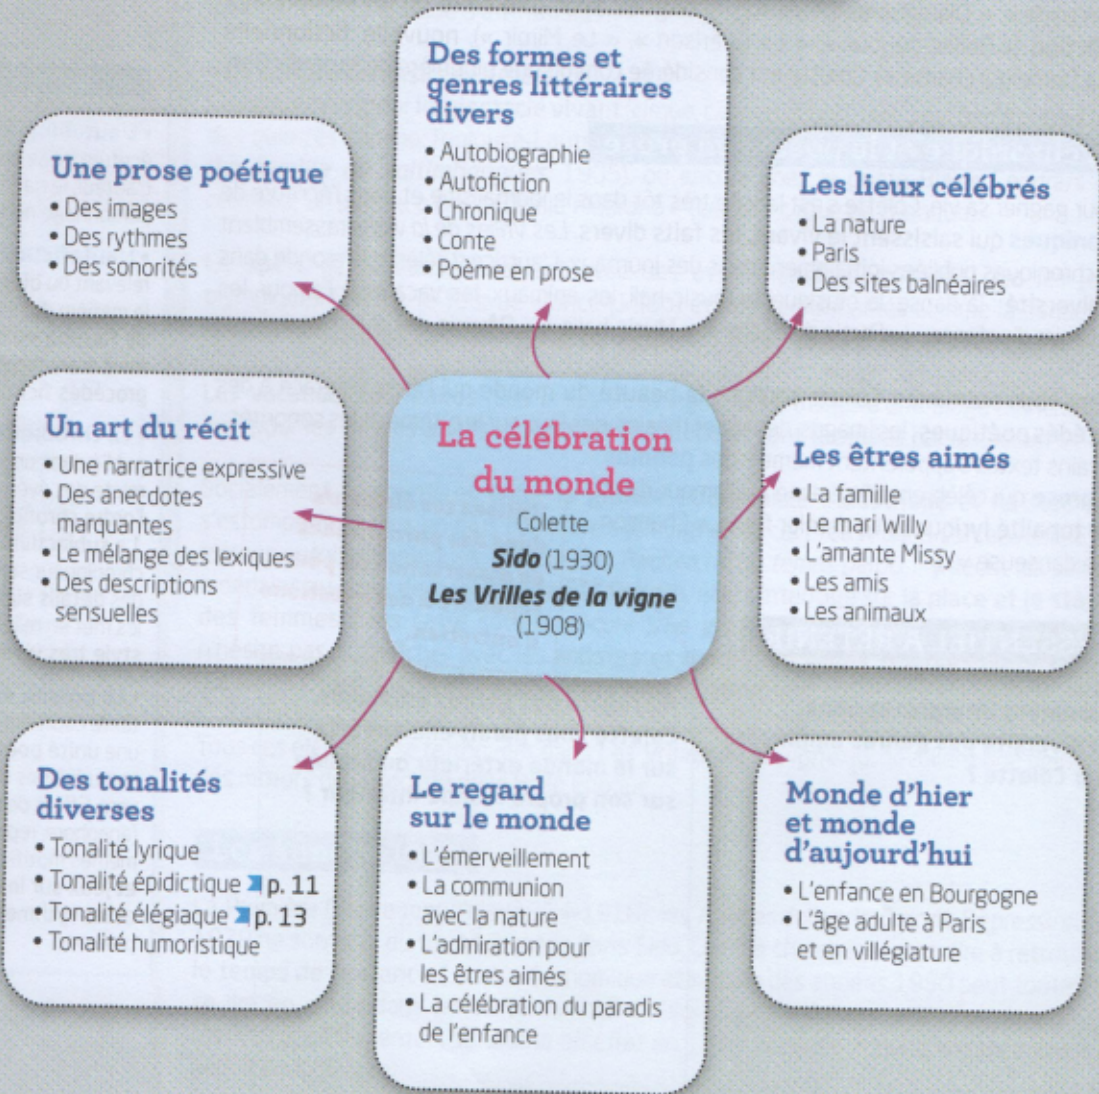 Des formes et
genres littéraires
divers
• Autobiographie
• Autofiction
• Chronique
• Conte
• Poème en prose
Une prose poétique
• Des images
• Des rythmes
• Des sonorités
Les lieux célébrés
• La nature
• Paris
• Des sites balnéaires
Un art du récit
• Une narratrice expressive
• Des anecdotes
marquantes
• Le mélange des lexiques
• Des descriptions
sensuelles
La célébration
du monde
Colette
Sido (1930)
Les Vrilles de la vigne
(1908)
Les êtres aimés
• La famille
• Le mari Willy
• L'amante Missy
• Les amis
• Les animaux
Des tonalités
diverses
• Tonalité lyrique
• Tonalité épidictique p. 11
• Tonalité élégiaque p. 13
• Tonalité humoristique
Le regard
sur le monde
• L'émerveillement
• La communion
avec la nature
• L'admiration pour
les êtres aimés
• La célébration du paradis
de l'enfance
Monde d'hier
et monde
d'aujourd'hui
• L'enfance en Bourgogne
• L'âge adulte à Paris
et en villégiature